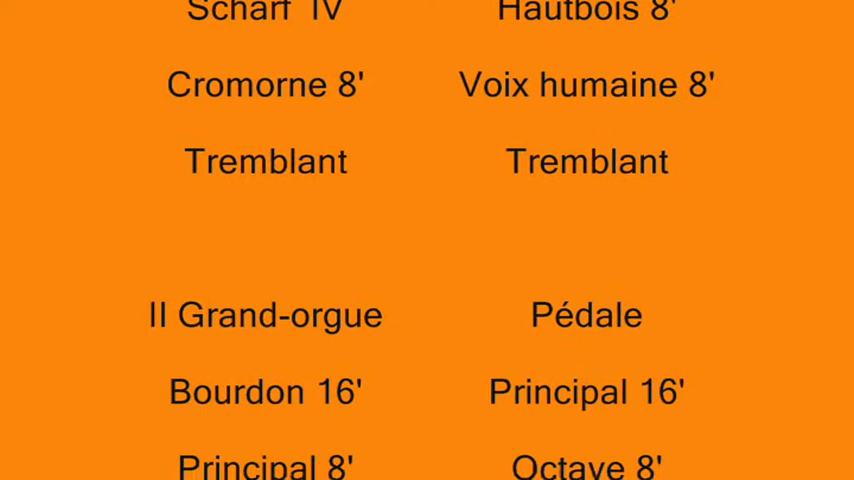 Scharf IV Hautbois 8'
Cromorne 8' Voix humaine 8'
Tremblant Tremblant
II Grand-orgue Pédale
Bourdon 16' Principal 16'
Principal 8' Octave 8'